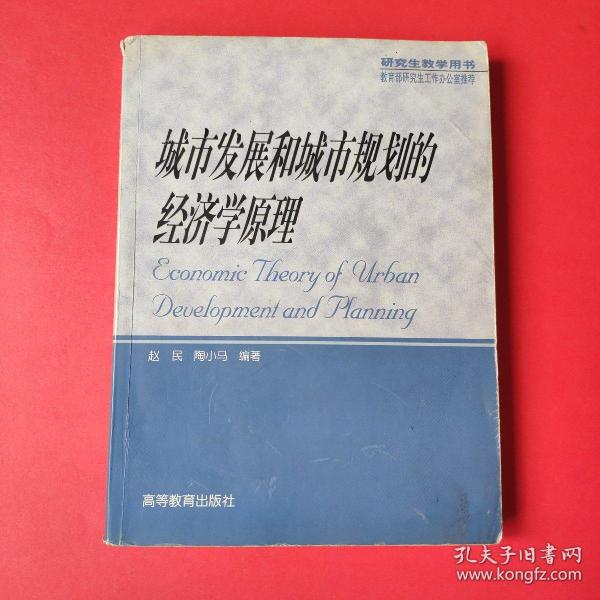 研究生教学用书
教育部研究生工作办公室推荐
城市发展和城市规划的
经济学原理
Economic Theory of Urban
Development and Planning
赵 民 陶小马 编著
高等教育出版社
孔夫子旧书网
www.kongfz.com